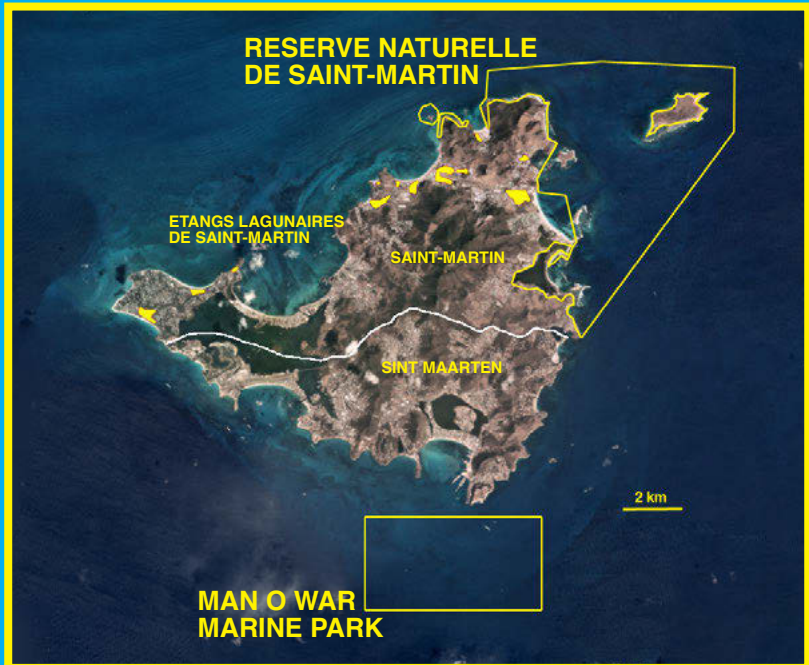 RESERVE NATURELLE
DE SAINT-MARTIN
ETANGS LAGUNAIRES
DE SAINT-MARTIN
SAINT-MARTIN
SINT MAARTEN
2 km
MAN O WAR
MARINE PARK